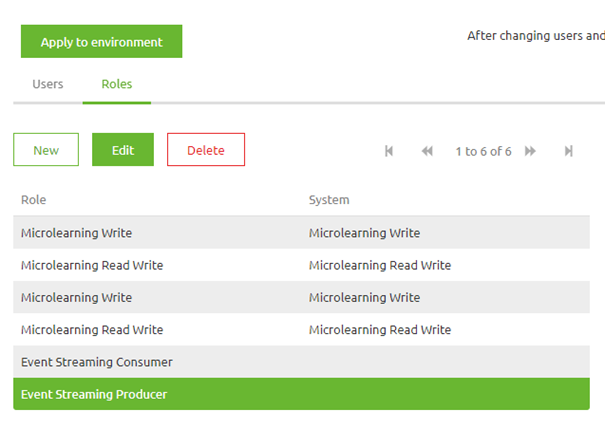 Apply to environment
After changing users and
Users Roles
New Edit Delete 1 to 6 of 6
Role System
Microlearning Write Microlearning Write
Microlearning Read Write Microlearning Read Write
Microlearning Write Microlearning Write
Microlearning Read Write Microlearning Read Write
Event Streaming Consumer
Event Streaming Producer